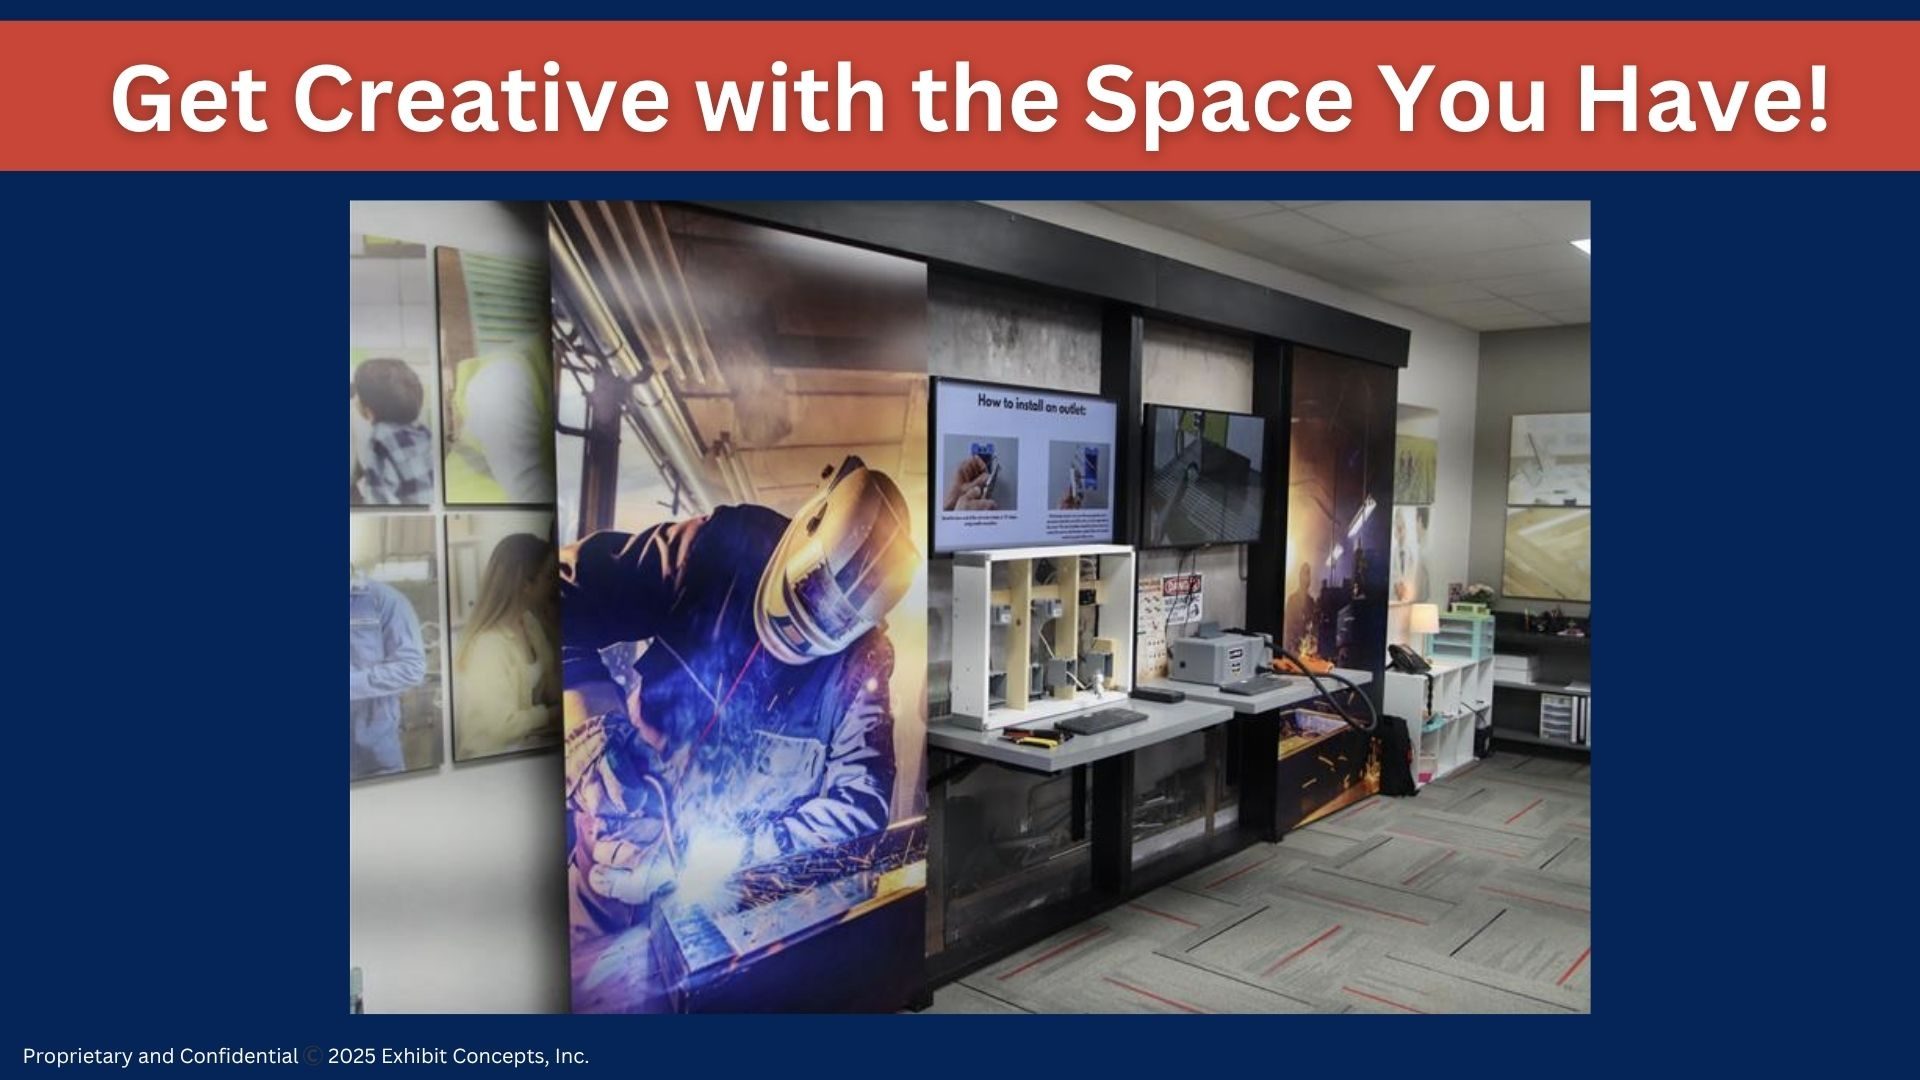 Get Creative with the Space You Have!
How to install an outlet:
DANGER
Proprietary and Confidential © 2025 Exhibit Concepts, Inc.